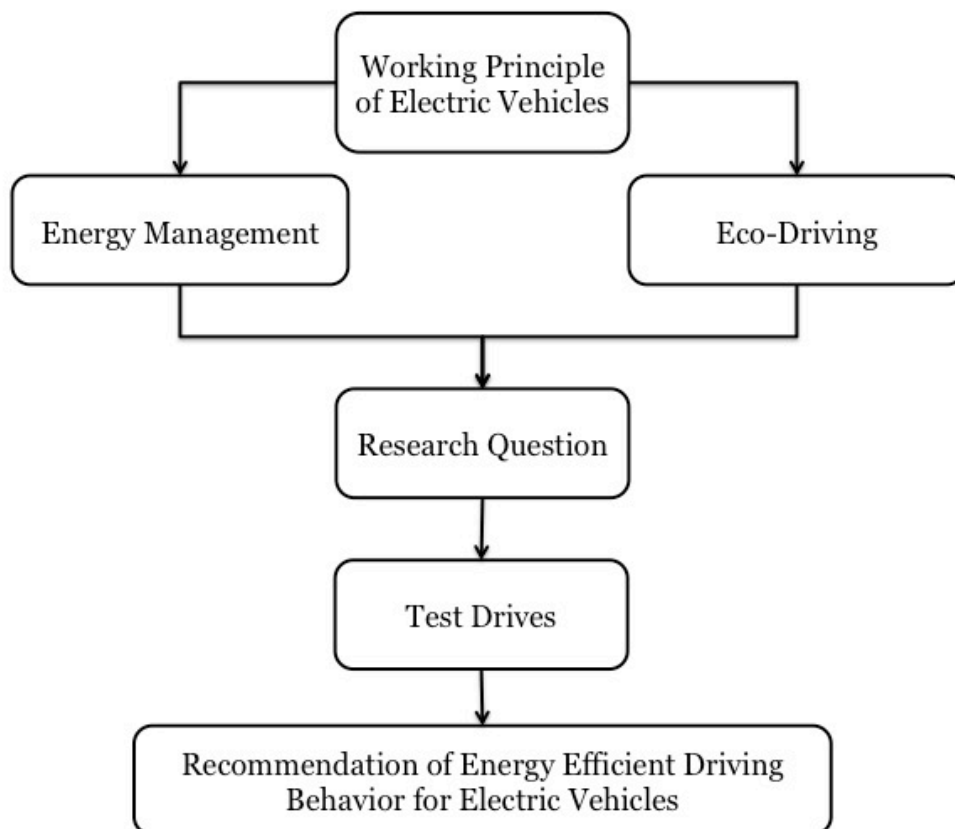 Working Principle
of Electric Vehicles
Energy Management
Eco-Driving
Research Question
Test Drives
Recommendation of Energy Efficient Driving
Behavior for Electric Vehicles